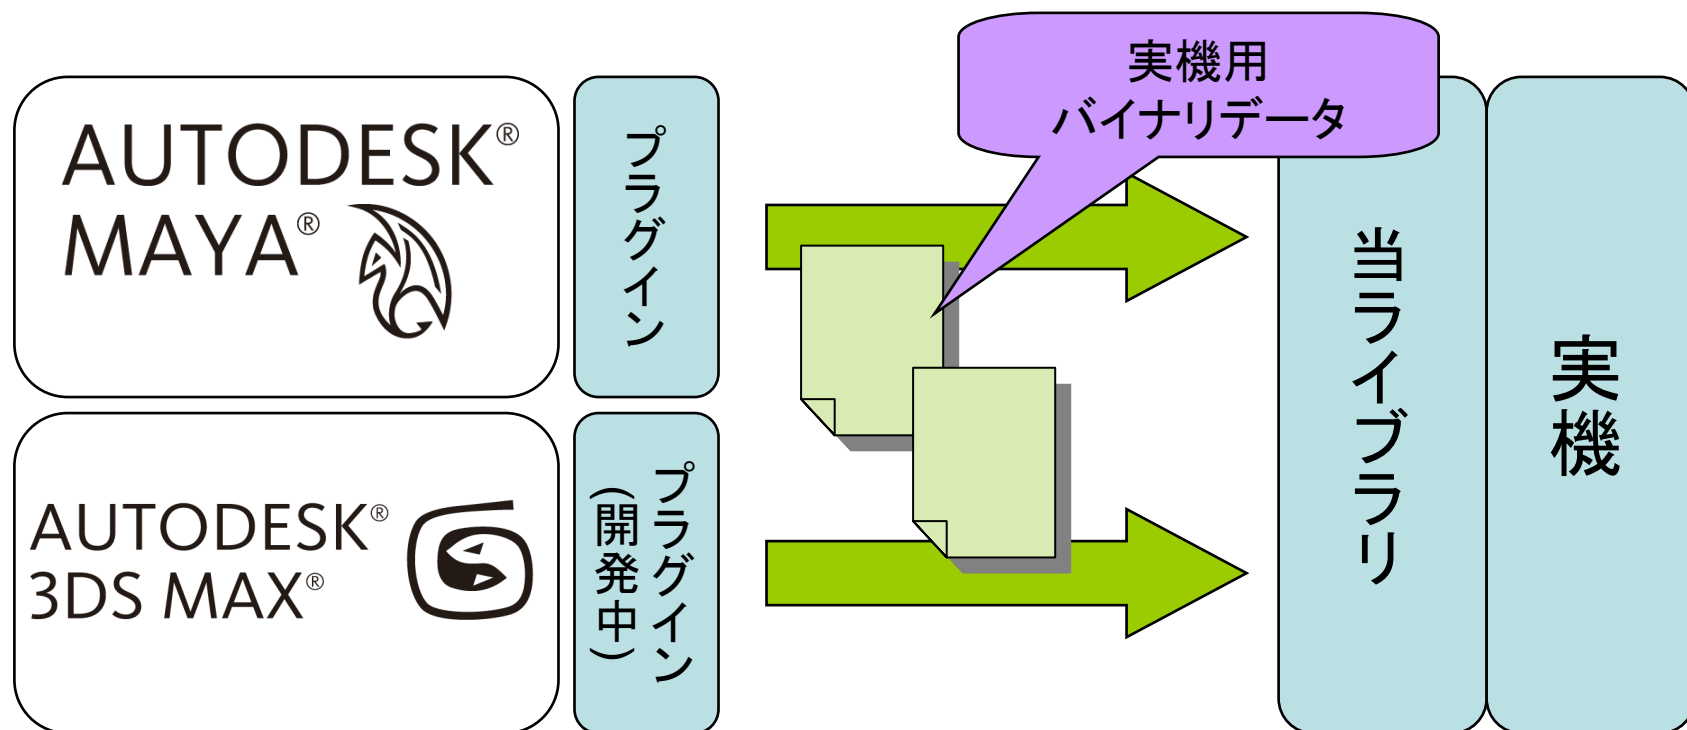 AUTODESK®
MAYA®
プラグイン
実機用
バイナリデータ
AUTODESK®
3DS MAX®
プラグイン
(開発中)
当ライブラリ
実機